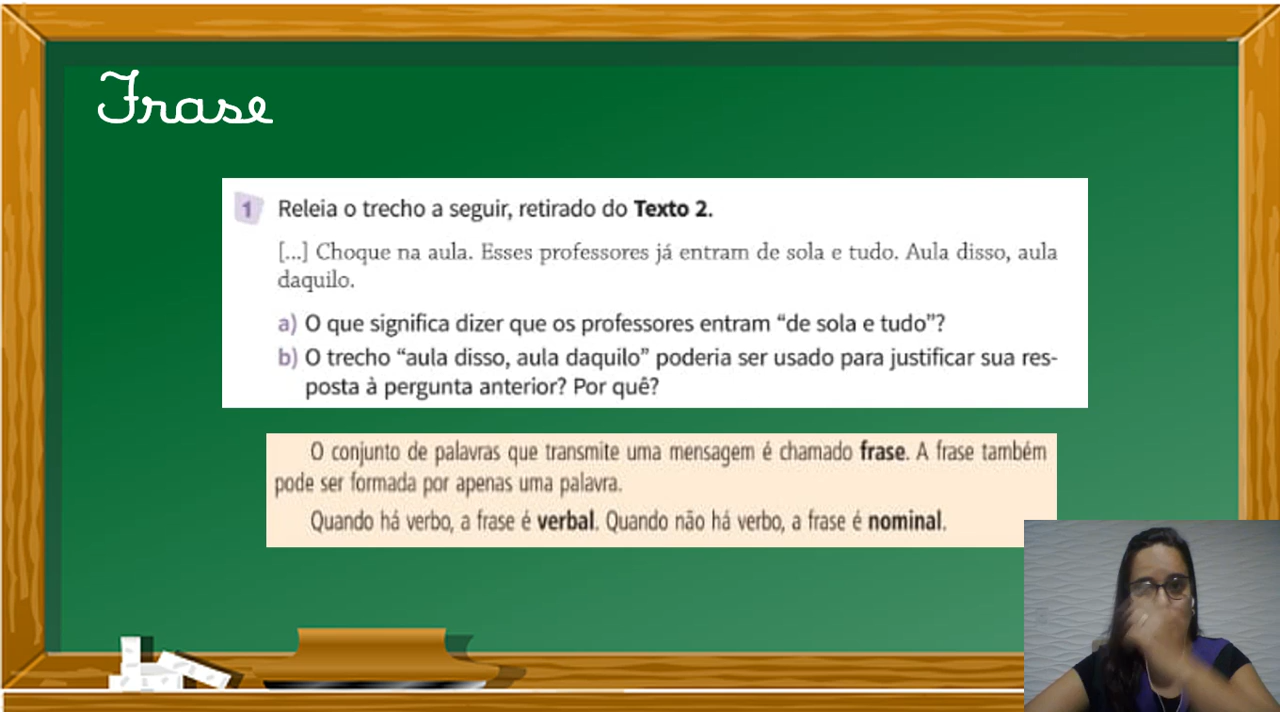 Frase
1 Releia o trecho a seguir, retirado do Texto 2.
[...] Choque na aula. Esses professores já entram de sola e tudo. Aula disso, aula
daquilo.
a) O que significa dizer que os professores entram “de sola e tudo”?
b) O trecho “aula disso, aula daquilo” poderia ser usado para justificar sua res-
posta à pergunta anterior? Por quê?
O conjunto de palavras que transmite uma mensagem é chamado frase. A frase também
pode ser formada por apenas uma palavra.
Quando há verbo, a frase é verbal. Quando não há verbo, a frase é nominal.